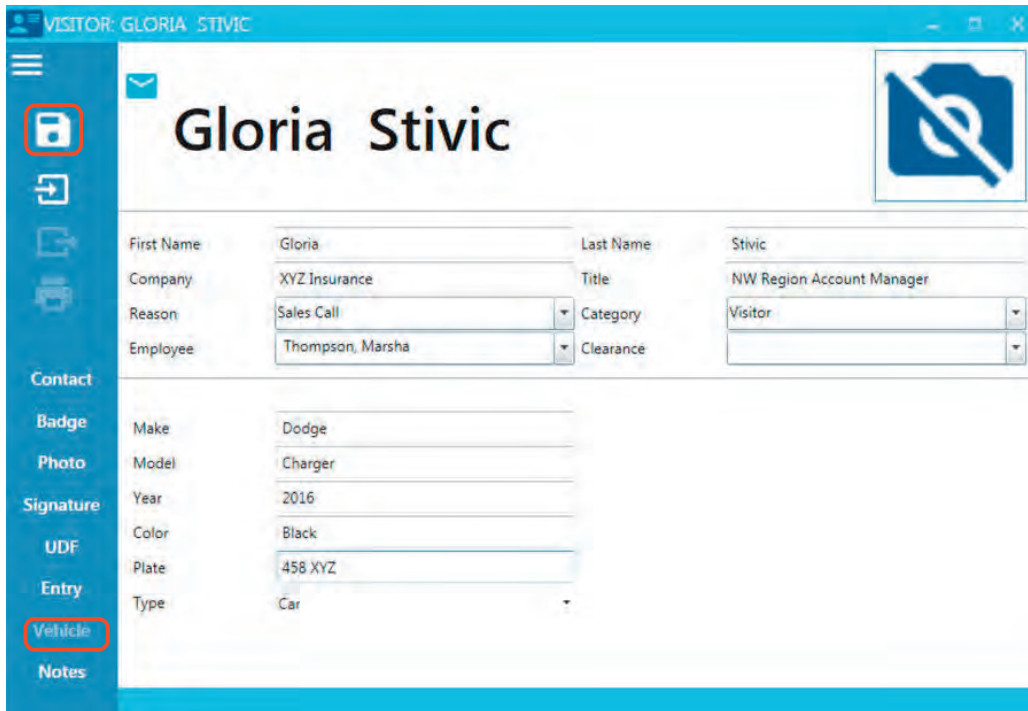 VISITOR: GLORIA STIVIC
Gloria Stivic
First Name Gloria Last Name Stivic
Company XYZ Insurance Title NW Region Account Manager
Reason Sales Call Category Visitor
Employee Thompson, Marsha Clearance
Contact
Badge
Photo
Signature
UDF
Entry
Vehicle
Notes
Make Dodge
Model Charger
Year 2016
Color Black
Plate 458 XYZ
Type Car